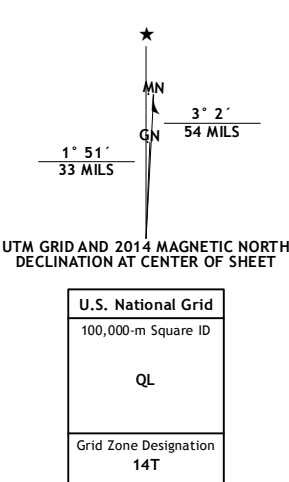 ★
MN
GN
3° 2´
54 MILS
1° 51´
33 MILS
UTM GRID AND 2014 MAGNETIC NORTH
DECLINATION AT CENTER OF SHEET
U.S. National Grid
100,000-m Square ID
QL
Grid Zone Designation
14T